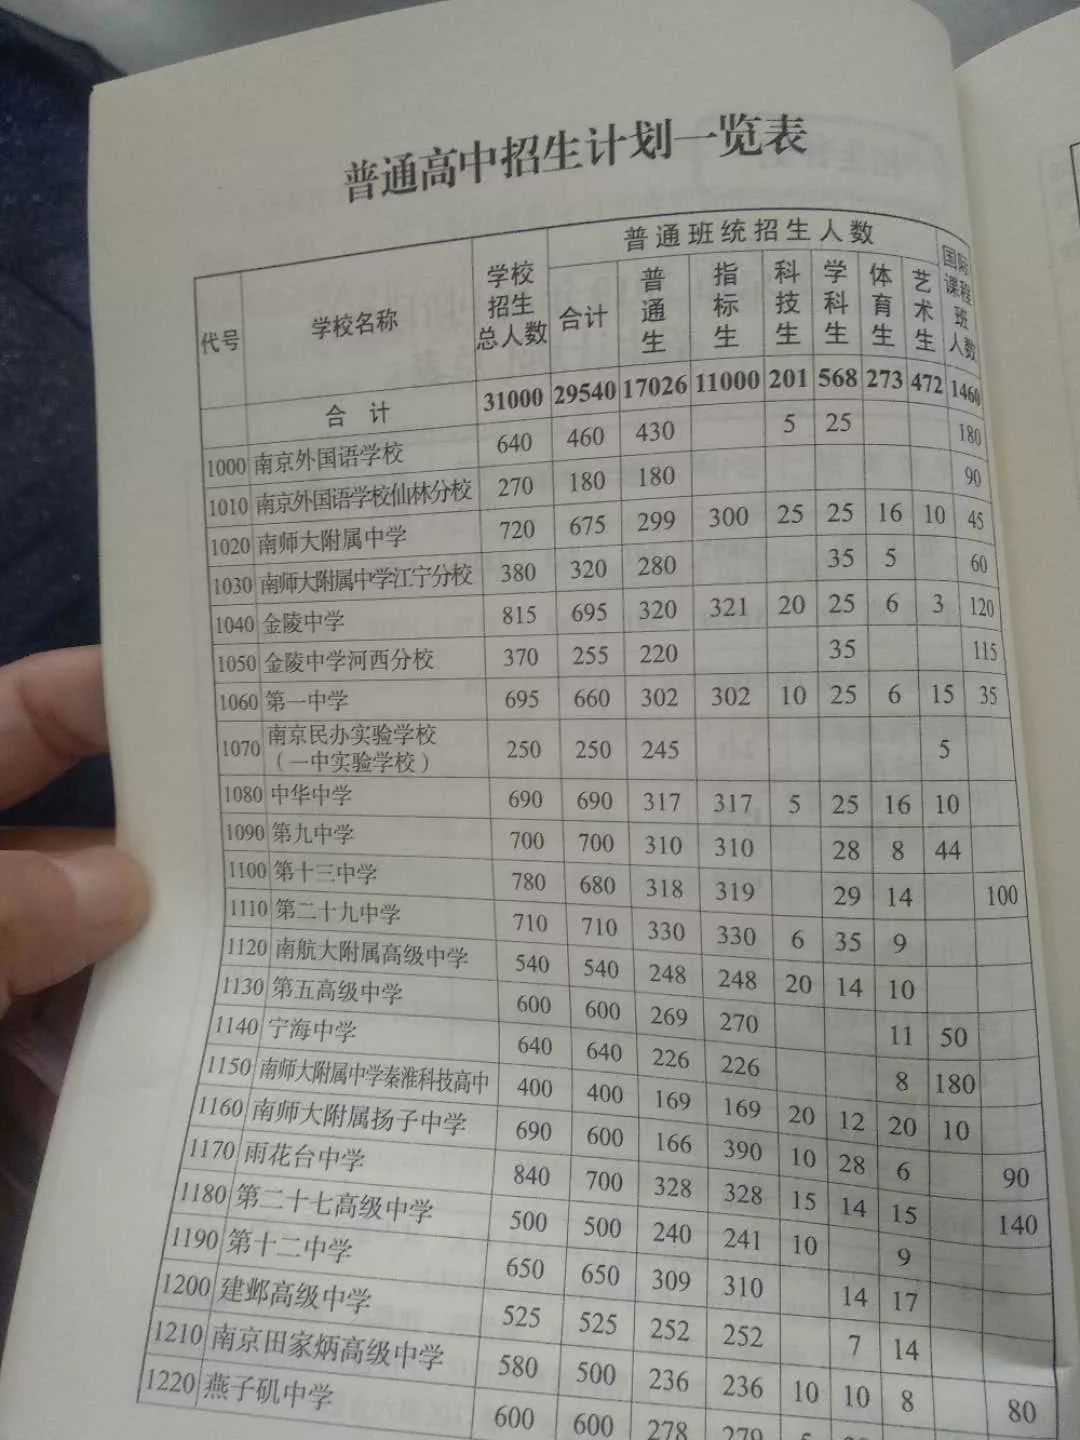 普通高中招生计划一览表
代号 学校名称 学校招生总人数 普通班统招生人数 国际课程班人数
合计 普通生 指标生 科技生 学科生 体育生 艺术生
合 计 31000 29540 17026 11000 201 568 273 472 1460
1000 南京外国语学校 640 460 430 5 25 180
1010 南京外国语学校仙林分校 270 180 180 90
1020 南师大附属中学 720 675 299 300 25 25 16 10 45
1030 南师大附属中学江宁分校 380 320 280 35 5 60
1040 金陵中学 815 695 320 321 20 25 6 3 120
1050 金陵中学河西分校 370 255 220 35 115
1060 第一中学 695 660 302 302 10 25 6 15 35
1070 南京民办实验学校
（一中实验学校） 250 250 245 5
1080 中华中学 690 690 317 317 5 25 16 10
1090 第九中学 700 700 310 310 28 8 44
1100 第十三中学 780 680 318 319 29 14 100
1110 第二十九中学 710 710 330 330 6 35 9
1120 南航大附属高级中学 540 540 248 248 20 14 10
1130 第五高级中学 600 600 269 270 11 50
1140 宁海中学 640 640 226 226 8 180
1150 南师大附属中学秦淮科技高中 400 400 169 169 20 12 20 10
1160 南师大附属扬子中学 690 600 166 390 10 28 6 90
1170 雨花台中学 840 700 328 328 15 14 15 140
1180 第二十七高级中学 500 500 240 241 10 9
1190 第十二中学 650 650 309 310 14 17
1200 建邺高级中学 525 525 252 252 7 14
1210 南京田家炳高级中学 580 500 236 236 10 10 8 80
1220 燕子矶中学 600 600 278 279